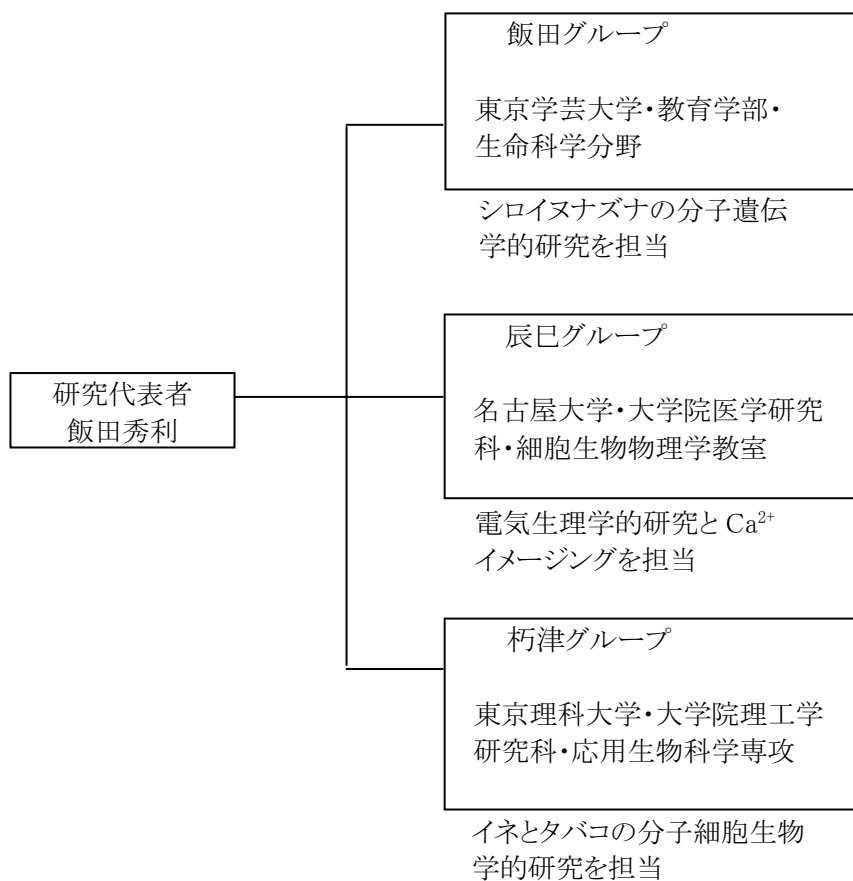 飯田グループ
東京学芸大学・教育学部・
生命科学分野
シロイヌナズナの分子遺伝
学的研究を担当
研究代表者
飯田秀利
辰巳グループ
名古屋大学・大学院医学研究
科・細胞生物物理学教室
電気生理学的研究と Ca²⁺
イメージングを担当
朽津グループ
東京理科大学・大学院理工学
研究科・応用生物科学専攻
イネとタバコの分子細胞生物
学的研究を担当